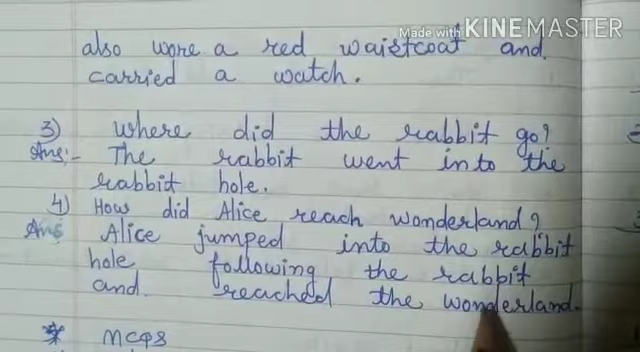 Made with KINEMASTER
also wore a red waistcoat and
carried a watch.
3) where did the rabbit go?
Ans:- The rabbit went into the
rabbit hole.
4) How did Alice reach wonderland?
Ans Alice jumped into the rabbit
hole following the rabbit
and reached the wonderland.
* MCQS